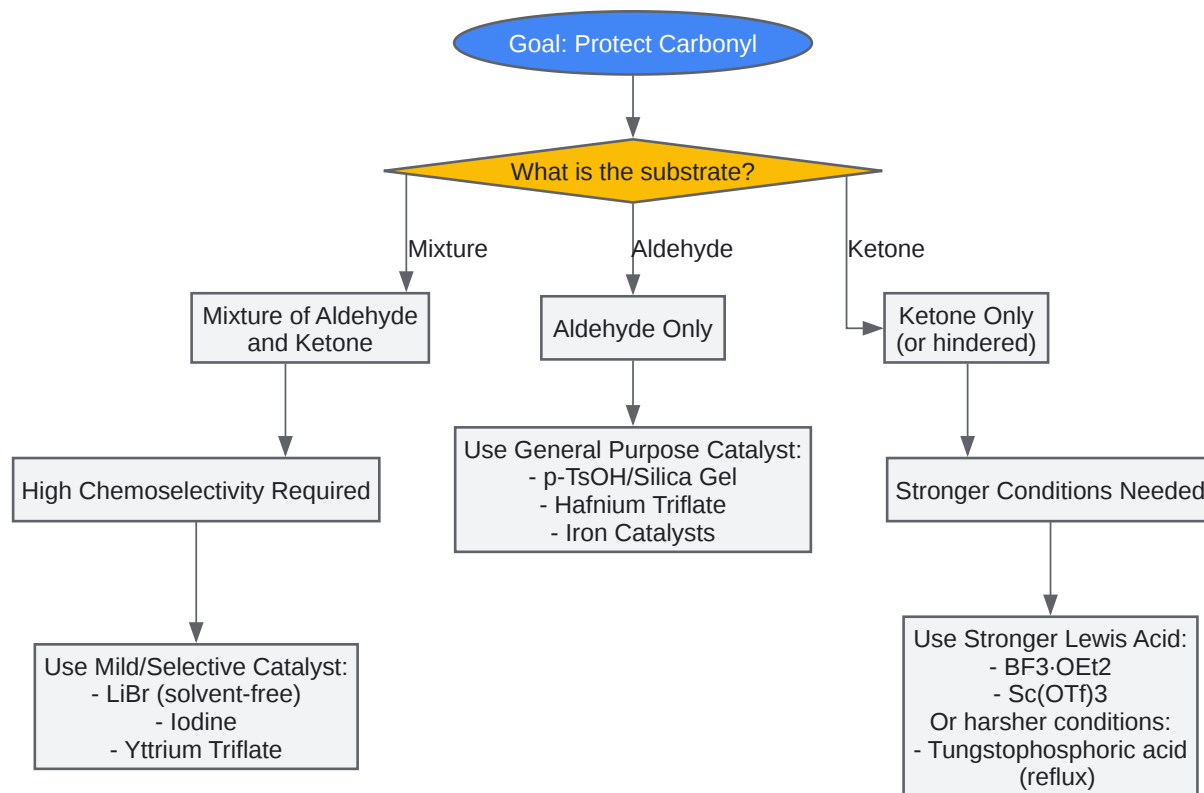 Goal: Protect Carbonyl
What is the substrate?
Mixture
Aldehyde
Ketone
Mixture of Aldehyde
and Ketone
Aldehyde Only
Ketone Only
(or hindered)
High Chemoselectivity Required
Use General Purpose Catalyst:
- p-TsOH/Silica Gel
- Hafnium Triflate
- Iron Catalysts
Stronger Conditions Needed
Use Mild/Selective Catalyst:
- LiBr (solvent-free)
- Iodine
- Yttrium Triflate
Use Stronger Lewis Acid:
- BF3·OEt2
- Sc(OTf)3
Or harsher conditions:
- Tungstophosphoric acid
(reflux)